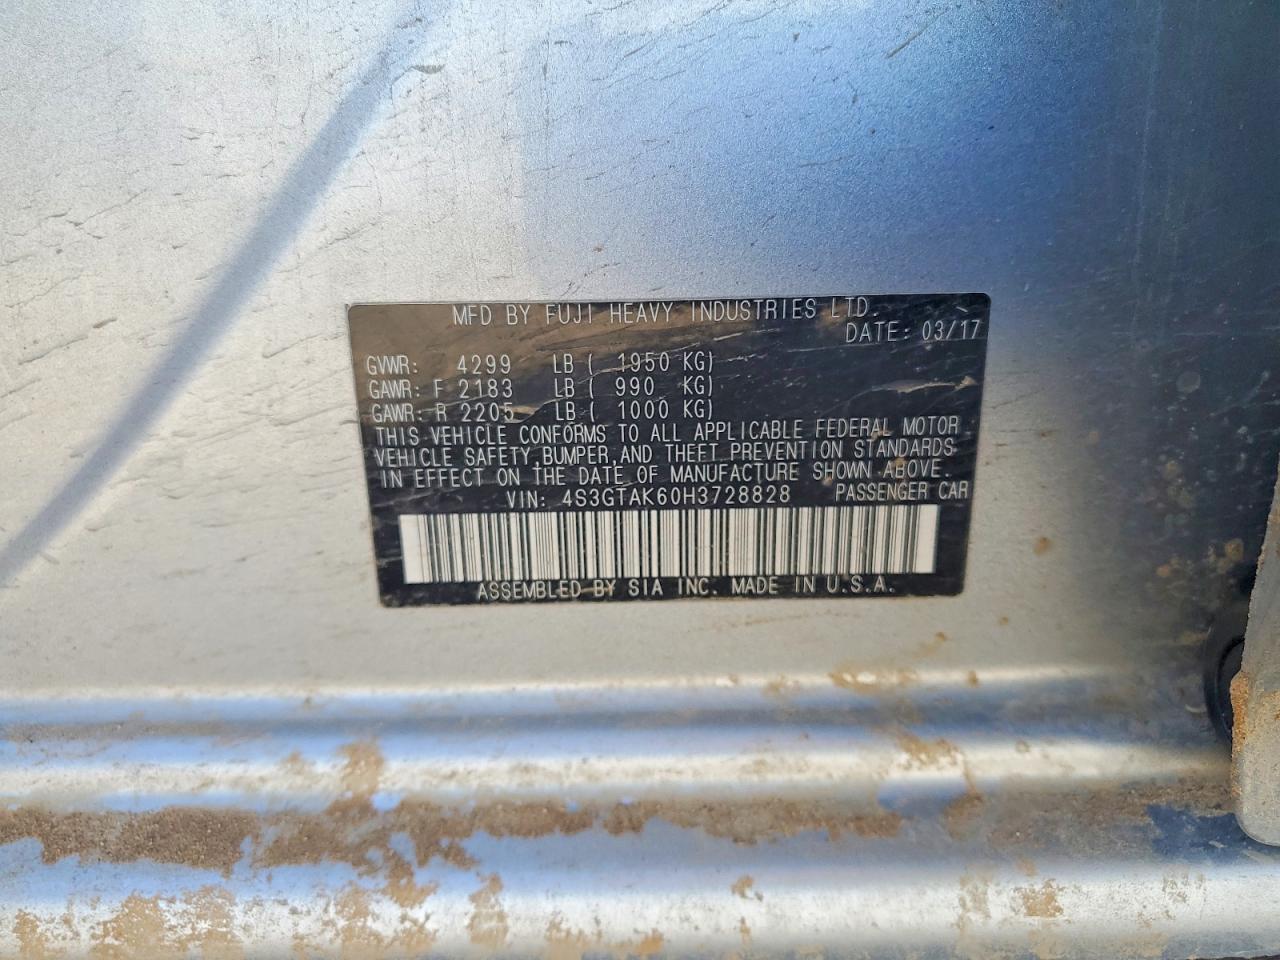 MFD BY FUJI HEAVY INDUSTRIES LTD.
DATE: 03/17
GVWR: 4299 LB ( 1950 KG)
GAWR: F 2183 LB ( 990 KG)
GAWR: R 2205 LB ( 1000 KG)
THIS VEHICLE CONFORMS TO ALL APPLICABLE FEDERAL MOTOR
VEHICLE SAFETY,BUMPER,AND THEFT PREVENTION STANDARDS
IN EFFECT ON THE DATE OF MANUFACTURE SHOWN ABOVE.
VIN: 4S3GTAK60H3728828 PASSENGER CAR
ASSEMBLED BY SIA INC. MADE IN U.S.A.